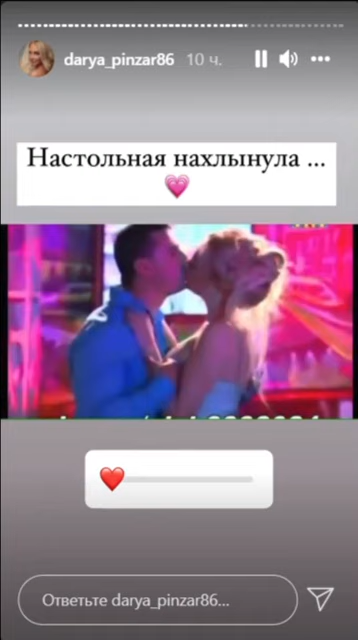 darya_pinzar86 10 ч.
Настольная нахлынула ...
Ответьте darya_pinzar86...